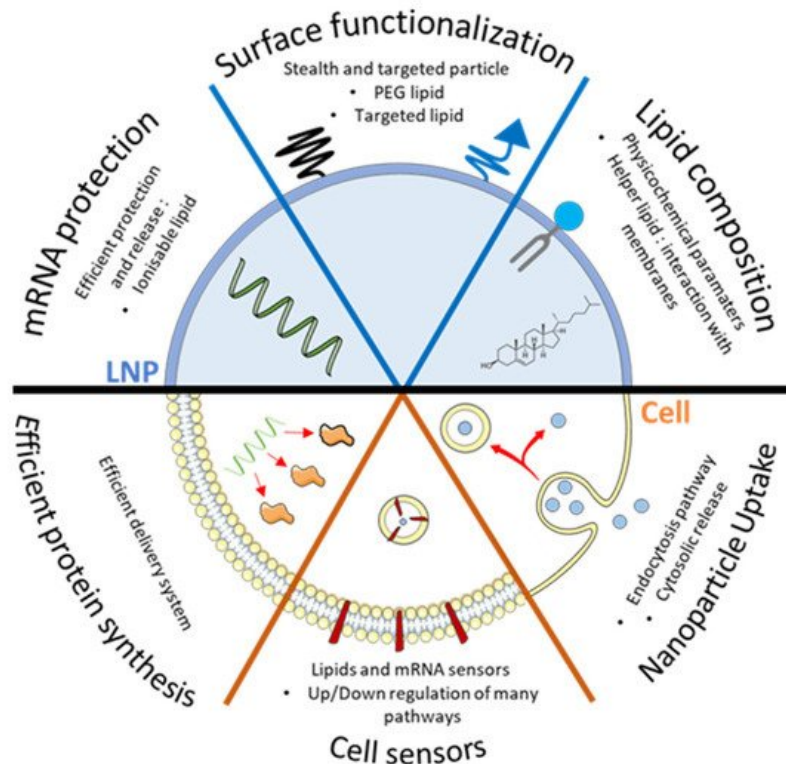 Surface functionalization
Stealth and targeted particle
• PEG lipid
• Targeted lipid
mRNA protection
Efficient protection
and release :
• Ionisable lipid
Lipid composition
• Physicochemical paramaters
• Helper lipid : interaction with
membranes
HO
H
H
H
H
LNP
Cell
Efficient protein synthesis
Efficient delivery system
Lipids and mRNA sensors
• Up/Down regulation of many
pathways
Cell sensors
• Endocytosis pathway
• Cytosolic release
Nanoparticle Uptake